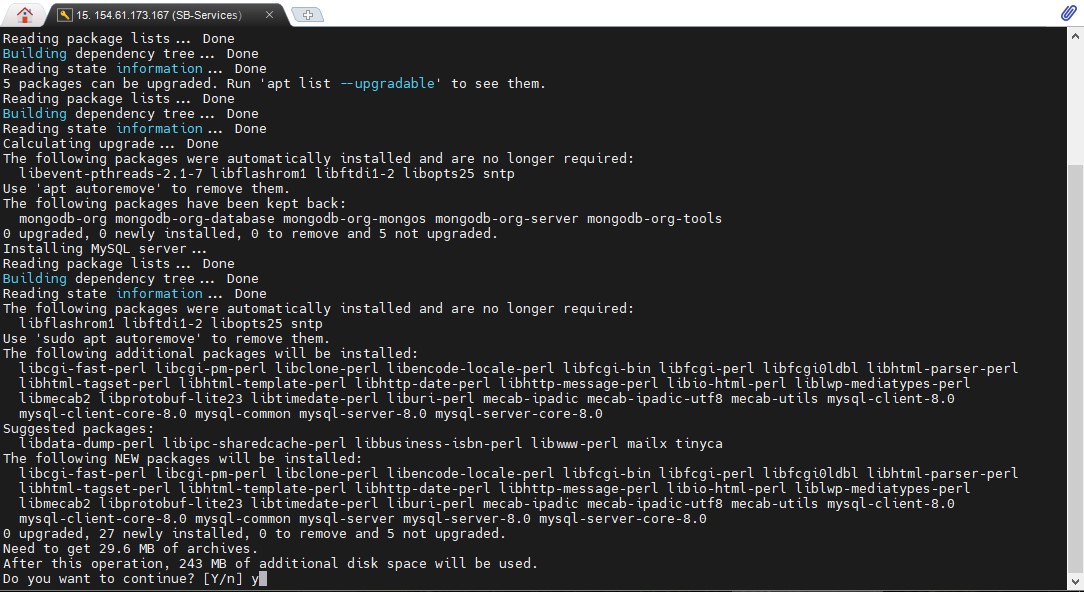 15. 154.61.173.167 (SB-Services)
Reading package lists... Done
Building dependency tree... Done
Reading state information... Done
5 packages can be upgraded. Run 'apt list --upgradable' to see them.
Reading package lists... Done
Building dependency tree... Done
Reading state information... Done
Calculating upgrade... Done
The following packages were automatically installed and are no longer required:
  libevent-pthreads-2.1-7 libflashrom1 libftdi1-2 libopts25 sntp
Use 'apt autoremove' to remove them.
The following packages have been kept back:
  mongodb-org mongodb-org-database mongodb-org-mongos mongodb-org-server mongodb-org-tools
0 upgraded, 0 newly installed, 0 to remove and 5 not upgraded.
Installing MySQL server...
Reading package lists... Done
Building dependency tree... Done
Reading state information... Done
The following packages were automatically installed and are no longer required:
  libflashrom1 libftdi1-2 libopts25 sntp
Use 'sudo apt autoremove' to remove them.
The following additional packages will be installed:
  libcgi-fast-perl libcgi-pm-perl libclone-perl libencode-locale-perl libfcgi-bin libfcgi-perl libfcgi0ldbl libhtml-parser-perl
  libhtml-tagset-perl libhtml-template-perl libhttp-date-perl libhttp-message-perl libio-html-perl liblwp-mediatypes-perl
  libmecab2 libprotobuf-lite23 libtimedate-perl liburi-perl mecab-ipadic mecab-ipadic-utf8 mecab-utils mysql-client-8.0
  mysql-client-core-8.0 mysql-common mysql-server-8.0 mysql-server-core-8.0
Suggested packages:
  libdata-dump-perl libipc-sharedcache-perl libbusiness-isbn-perl libwww-perl mailx tinyca
The following NEW packages will be installed:
  libcgi-fast-perl libcgi-pm-perl libclone-perl libencode-locale-perl libfcgi-bin libfcgi-perl libfcgi0ldbl libhtml-parser-perl
  libhtml-tagset-perl libhtml-template-perl libhttp-date-perl libhttp-message-perl libio-html-perl liblwp-mediatypes-perl
  libmecab2 libprotobuf-lite23 libtimedate-perl liburi-perl mecab-ipadic mecab-ipadic-utf8 mecab-utils mysql-client-8.0
  mysql-client-core-8.0 mysql-common mysql-server mysql-server-8.0 mysql-server-core-8.0
0 upgraded, 27 newly installed, 0 to remove and 5 not upgraded.
Need to get 29.6 MB of archives.
After this operation, 243 MB of additional disk space will be used.
Do you want to continue? [Y/n] y